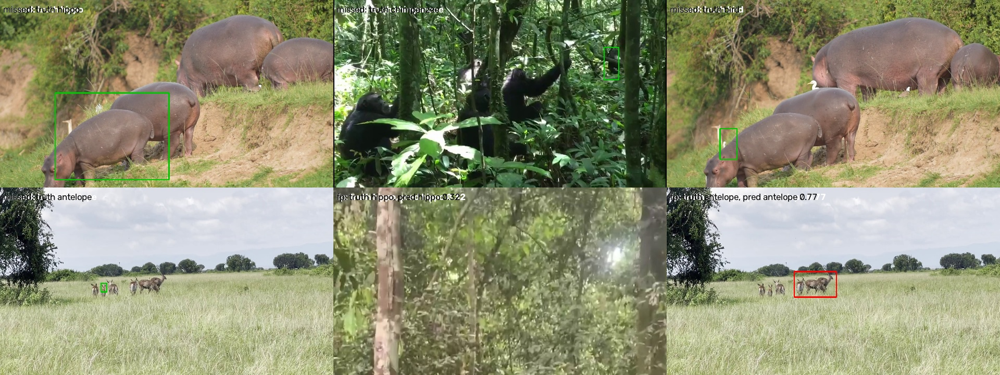 missed: truth hippo
missed: truth chimpanzee
missed: truth bird
missed: truth antelope
fp: truth hippo, pred hippo 0.32
fp: truth antelope, pred antelope 0.77